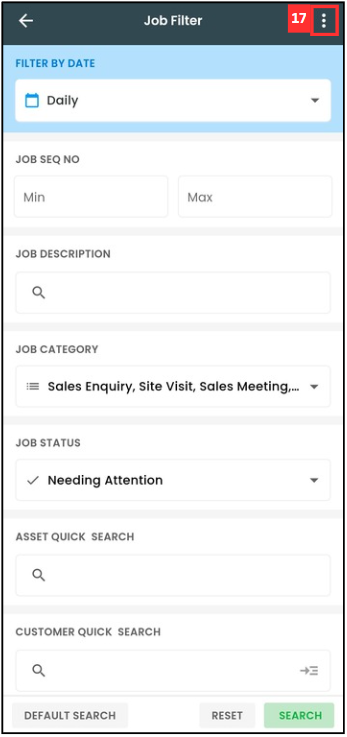 Job Filter
17
FILTER BY DATE
Daily
JOB SEQ NO
Min
Max
JOB DESCRIPTION
JOB CATEGORY
Sales Enquiry, Site Visit, Sales Meeting,...
JOB STATUS
Needing Attention
ASSET QUICK SEARCH
CUSTOMER QUICK SEARCH
DEFAULT SEARCH
RESET
SEARCH